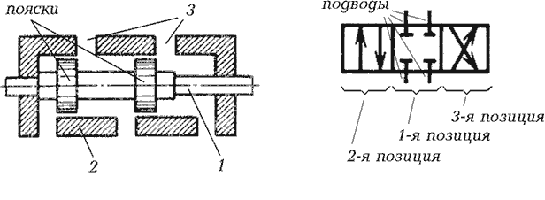 пояски
3
2
1
подводы
3-я позиция
1-я позиция
2-я позиция